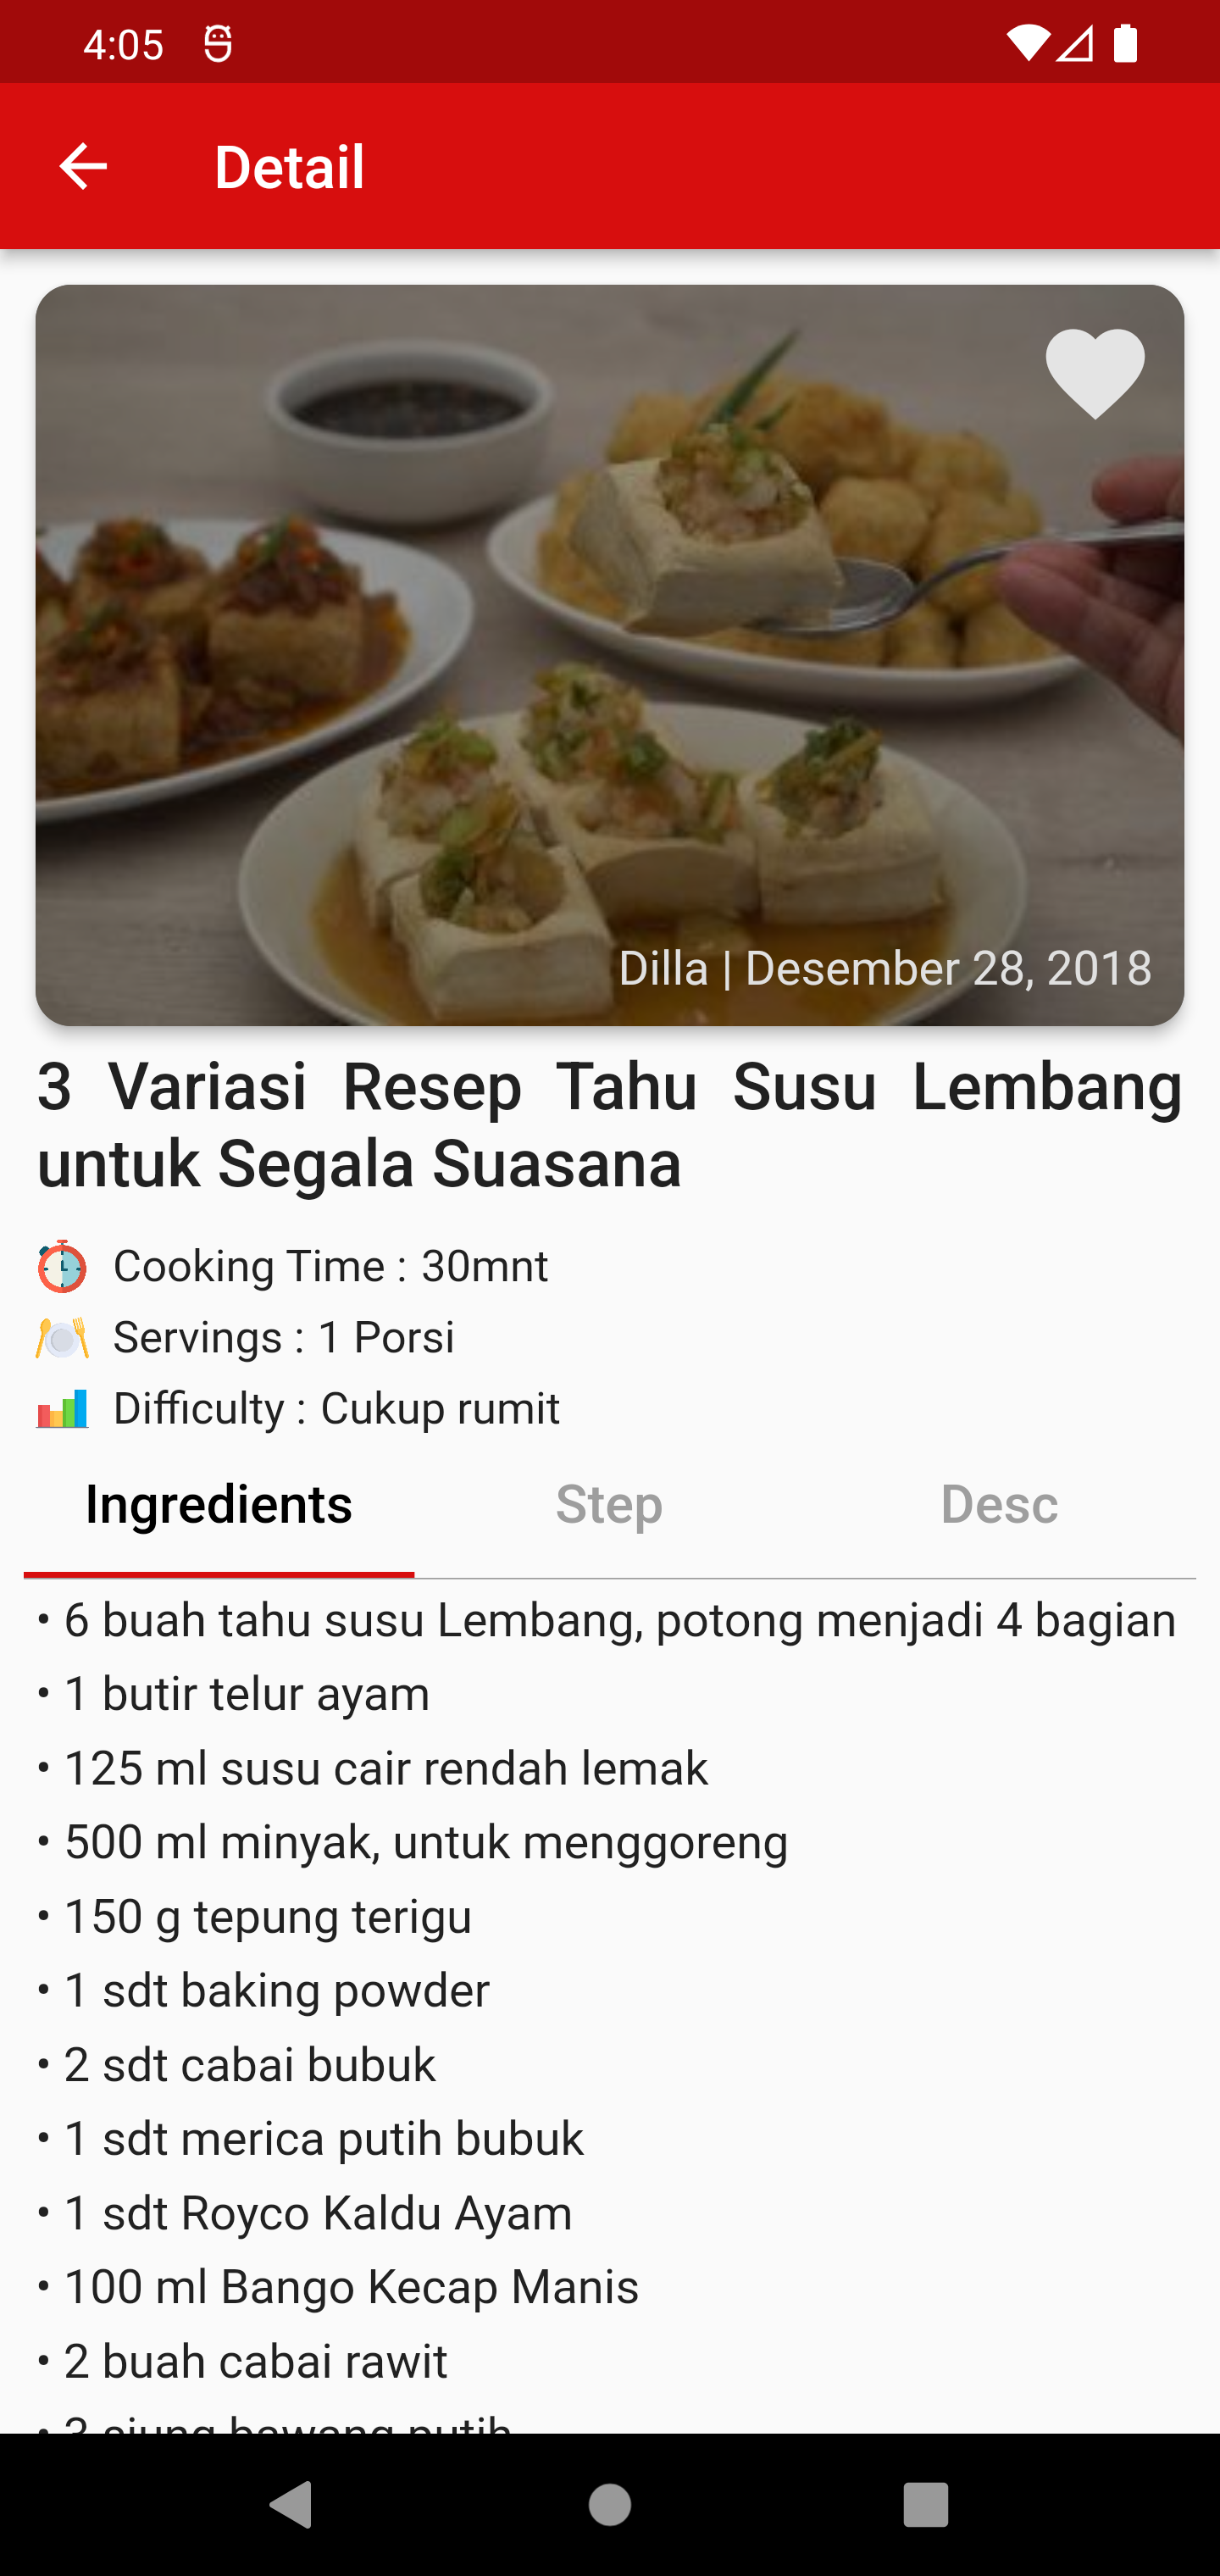 4:05
Detail
Dilla | Desember 28, 2018
3 Variasi Resep Tahu Susu Lembang
untuk Segala Suasana
Cooking Time : 30mnt
Servings : 1 Porsi
Difficulty : Cukup rumit
Ingredients Step Desc
• 6 buah tahu susu Lembang, potong menjadi 4 bagian
• 1 butir telur ayam
• 125 ml susu cair rendah lemak
• 500 ml minyak, untuk menggoreng
• 150 g tepung terigu
• 1 sdt baking powder
• 2 sdt cabai bubuk
• 1 sdt merica putih bubuk
• 1 sdt Royco Kaldu Ayam
• 100 ml Bango Kecap Manis
• 2 buah cabai rawit
• 3 siung bawang putih